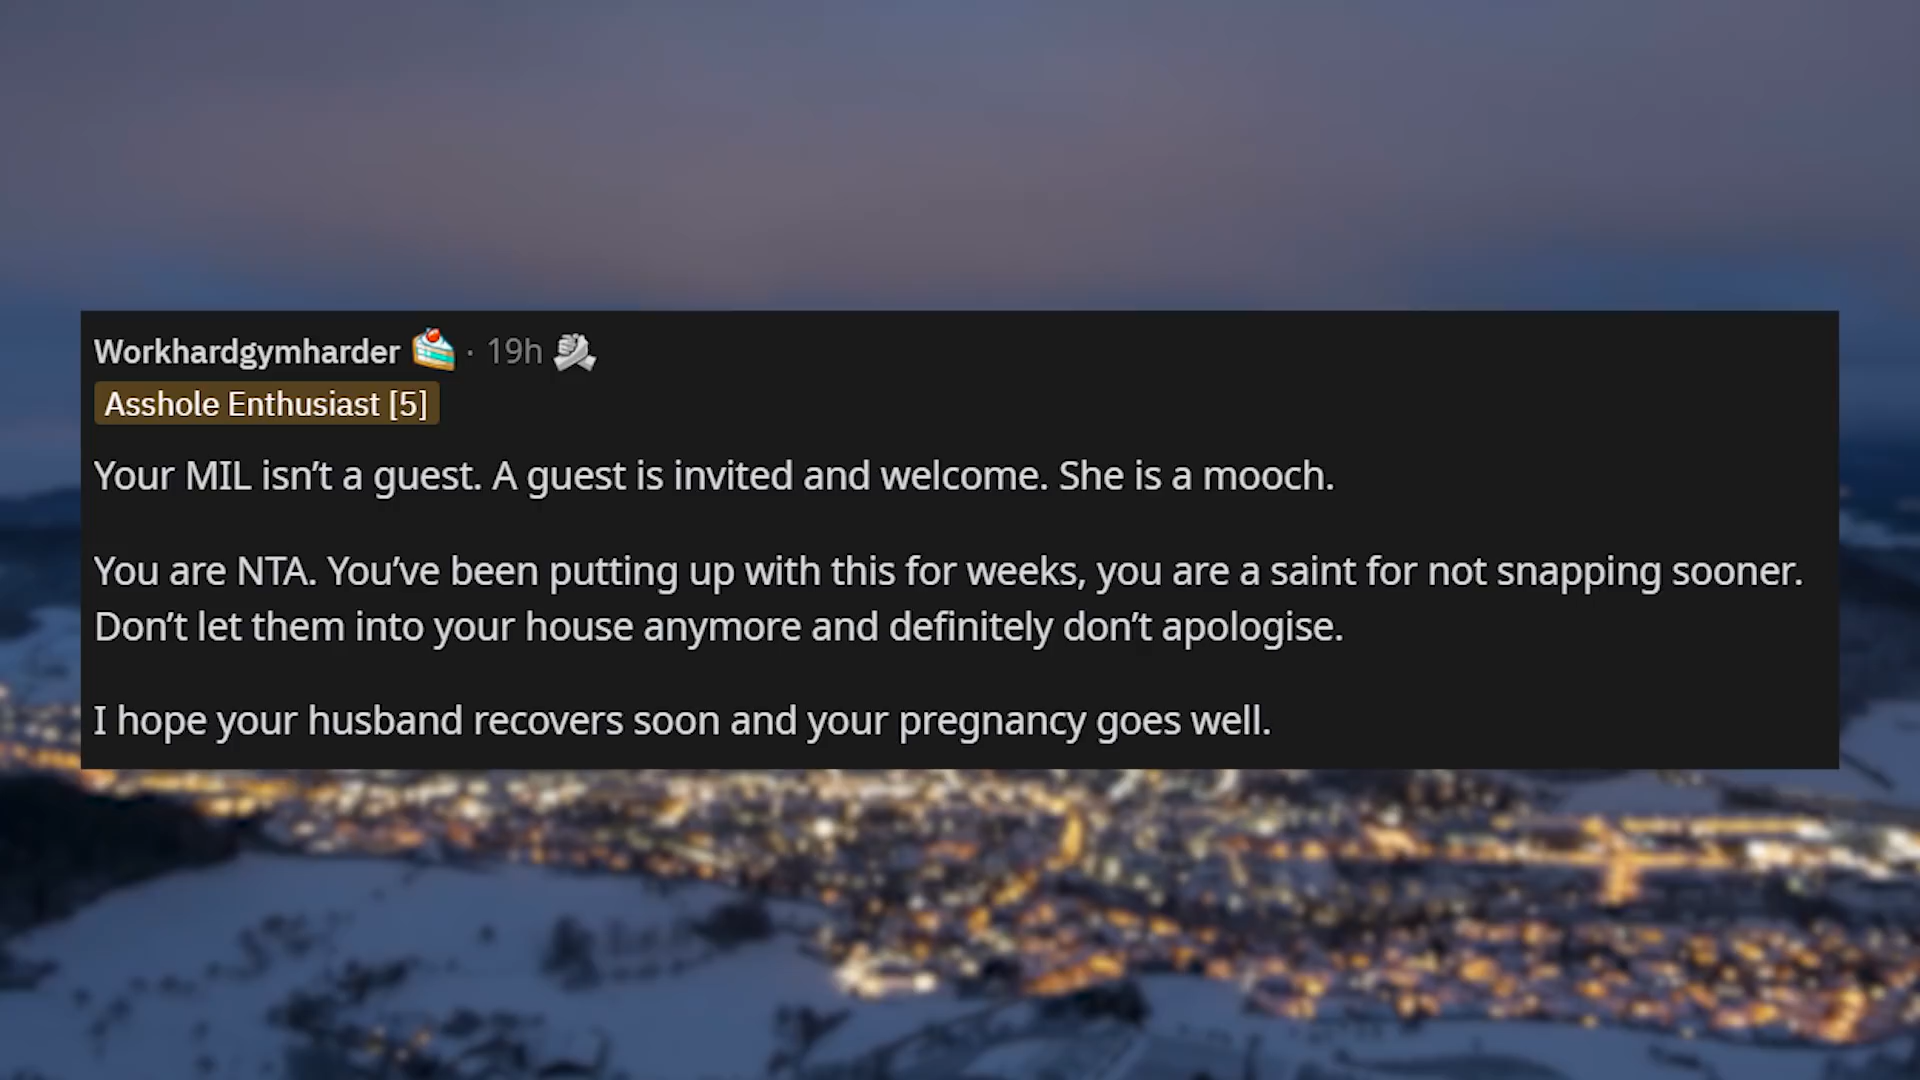 Workhardgymharder · 19h
Asshole Enthusiast [5]
Your MIL isn’t a guest. A guest is invited and welcome. She is a mooch.
You are NTA. You’ve been putting up with this for weeks, you are a saint for not snapping sooner.
Don’t let them into your house anymore and definitely don’t apologise.
I hope your husband recovers soon and your pregnancy goes well.